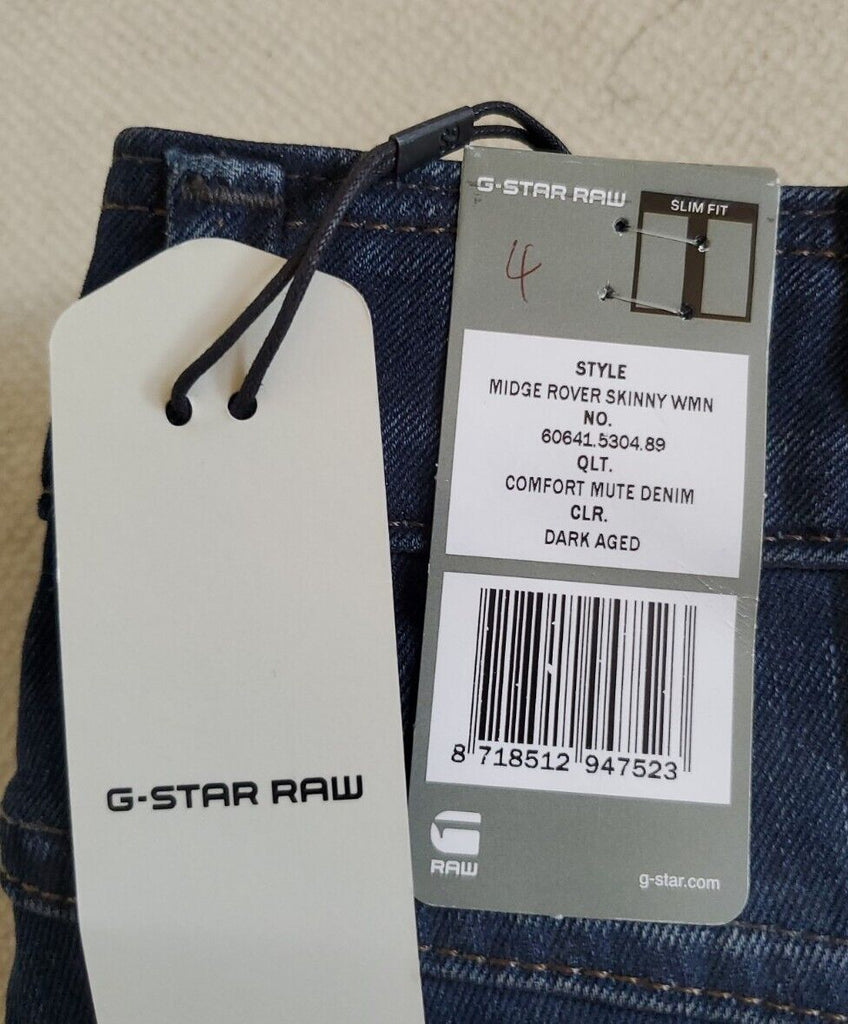 G-STAR RAW
SLIM FIT
4
STYLE
MIDGE ROVER SKINNY WMN
NO.
60641.5304.89
QLT.
COMFORT MUTE DENIM
CLR.
DARK AGED
8 718512 947523
RAW
g-star.com
G-STAR RAW